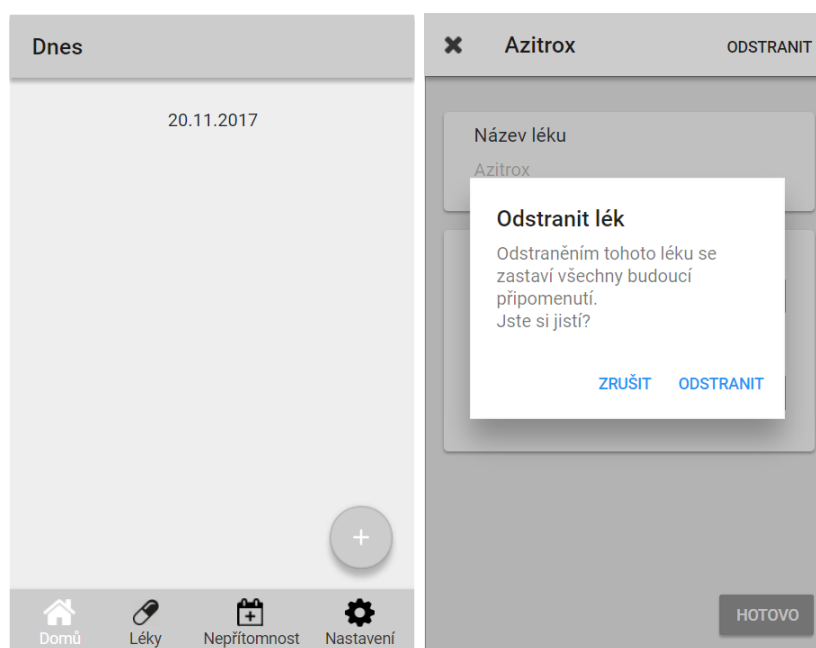 Dnes
20.11.2017
+
Domů
Léky
Nepřítomnost
Nastavení
Azitrox
ODSTRANIT
Název léku
Azitrox
Odstranit lék
Odstraněním tohoto léku se
zastaví všechny budoucí
připomenutí.
Jste si jistí?
ZRUŠIT ODSTRANIT
HOTOVO